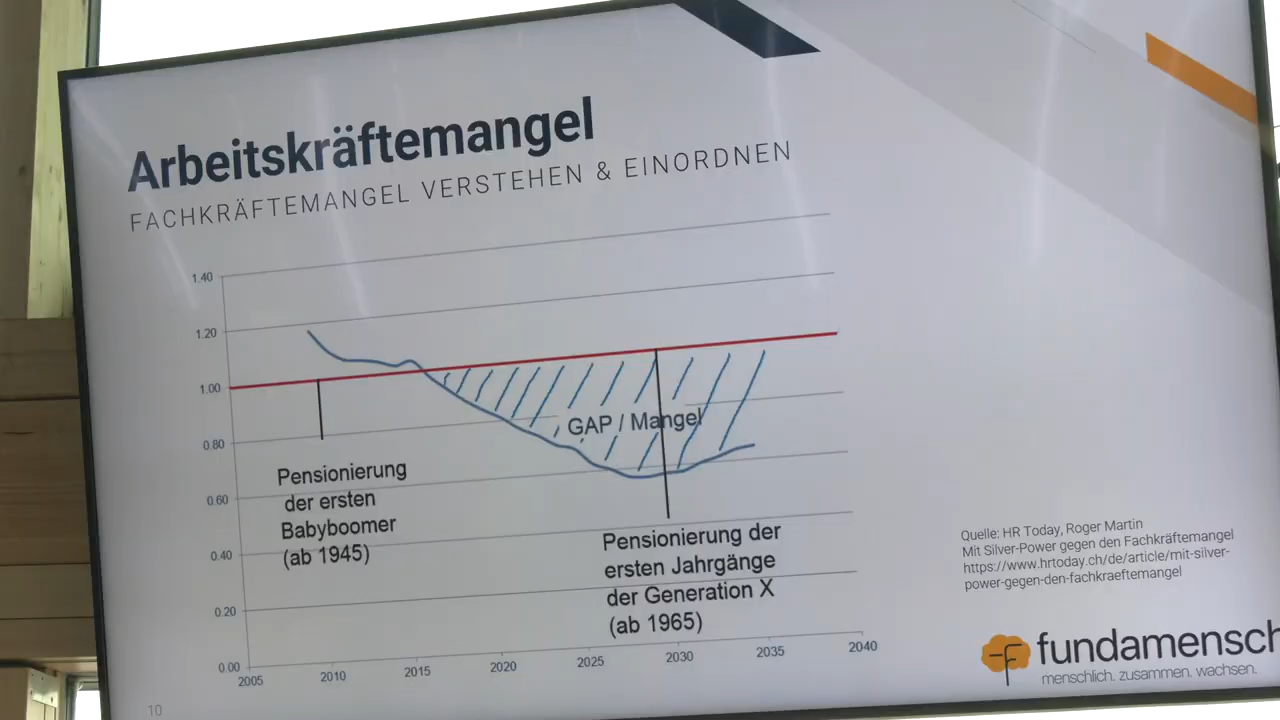 Arbeitskräftemangel
FACHKRÄFTEMANGEL VERSTEHEN & EINORDNEN
1.40
1.20
1.00
0.80
0.60
0.40
0.20
0.00
2005
2010
2015
2020
2025
2030
2035
2040
GAP / Mangel
Pensionierung
der ersten
Babyboomer
(ab 1945)
Pensionierung der
ersten Jahrgänge
der Generation X
(ab 1965)
Quelle: HR Today, Roger Martin
Mit Silver-Power gegen den Fachkräftemangel
https://www.hrtoday.ch/de/article/mit-silver-
power-gegen-den-fachkraeftemangel
fundamensch
menschlich. zusammen. wachsen.
10